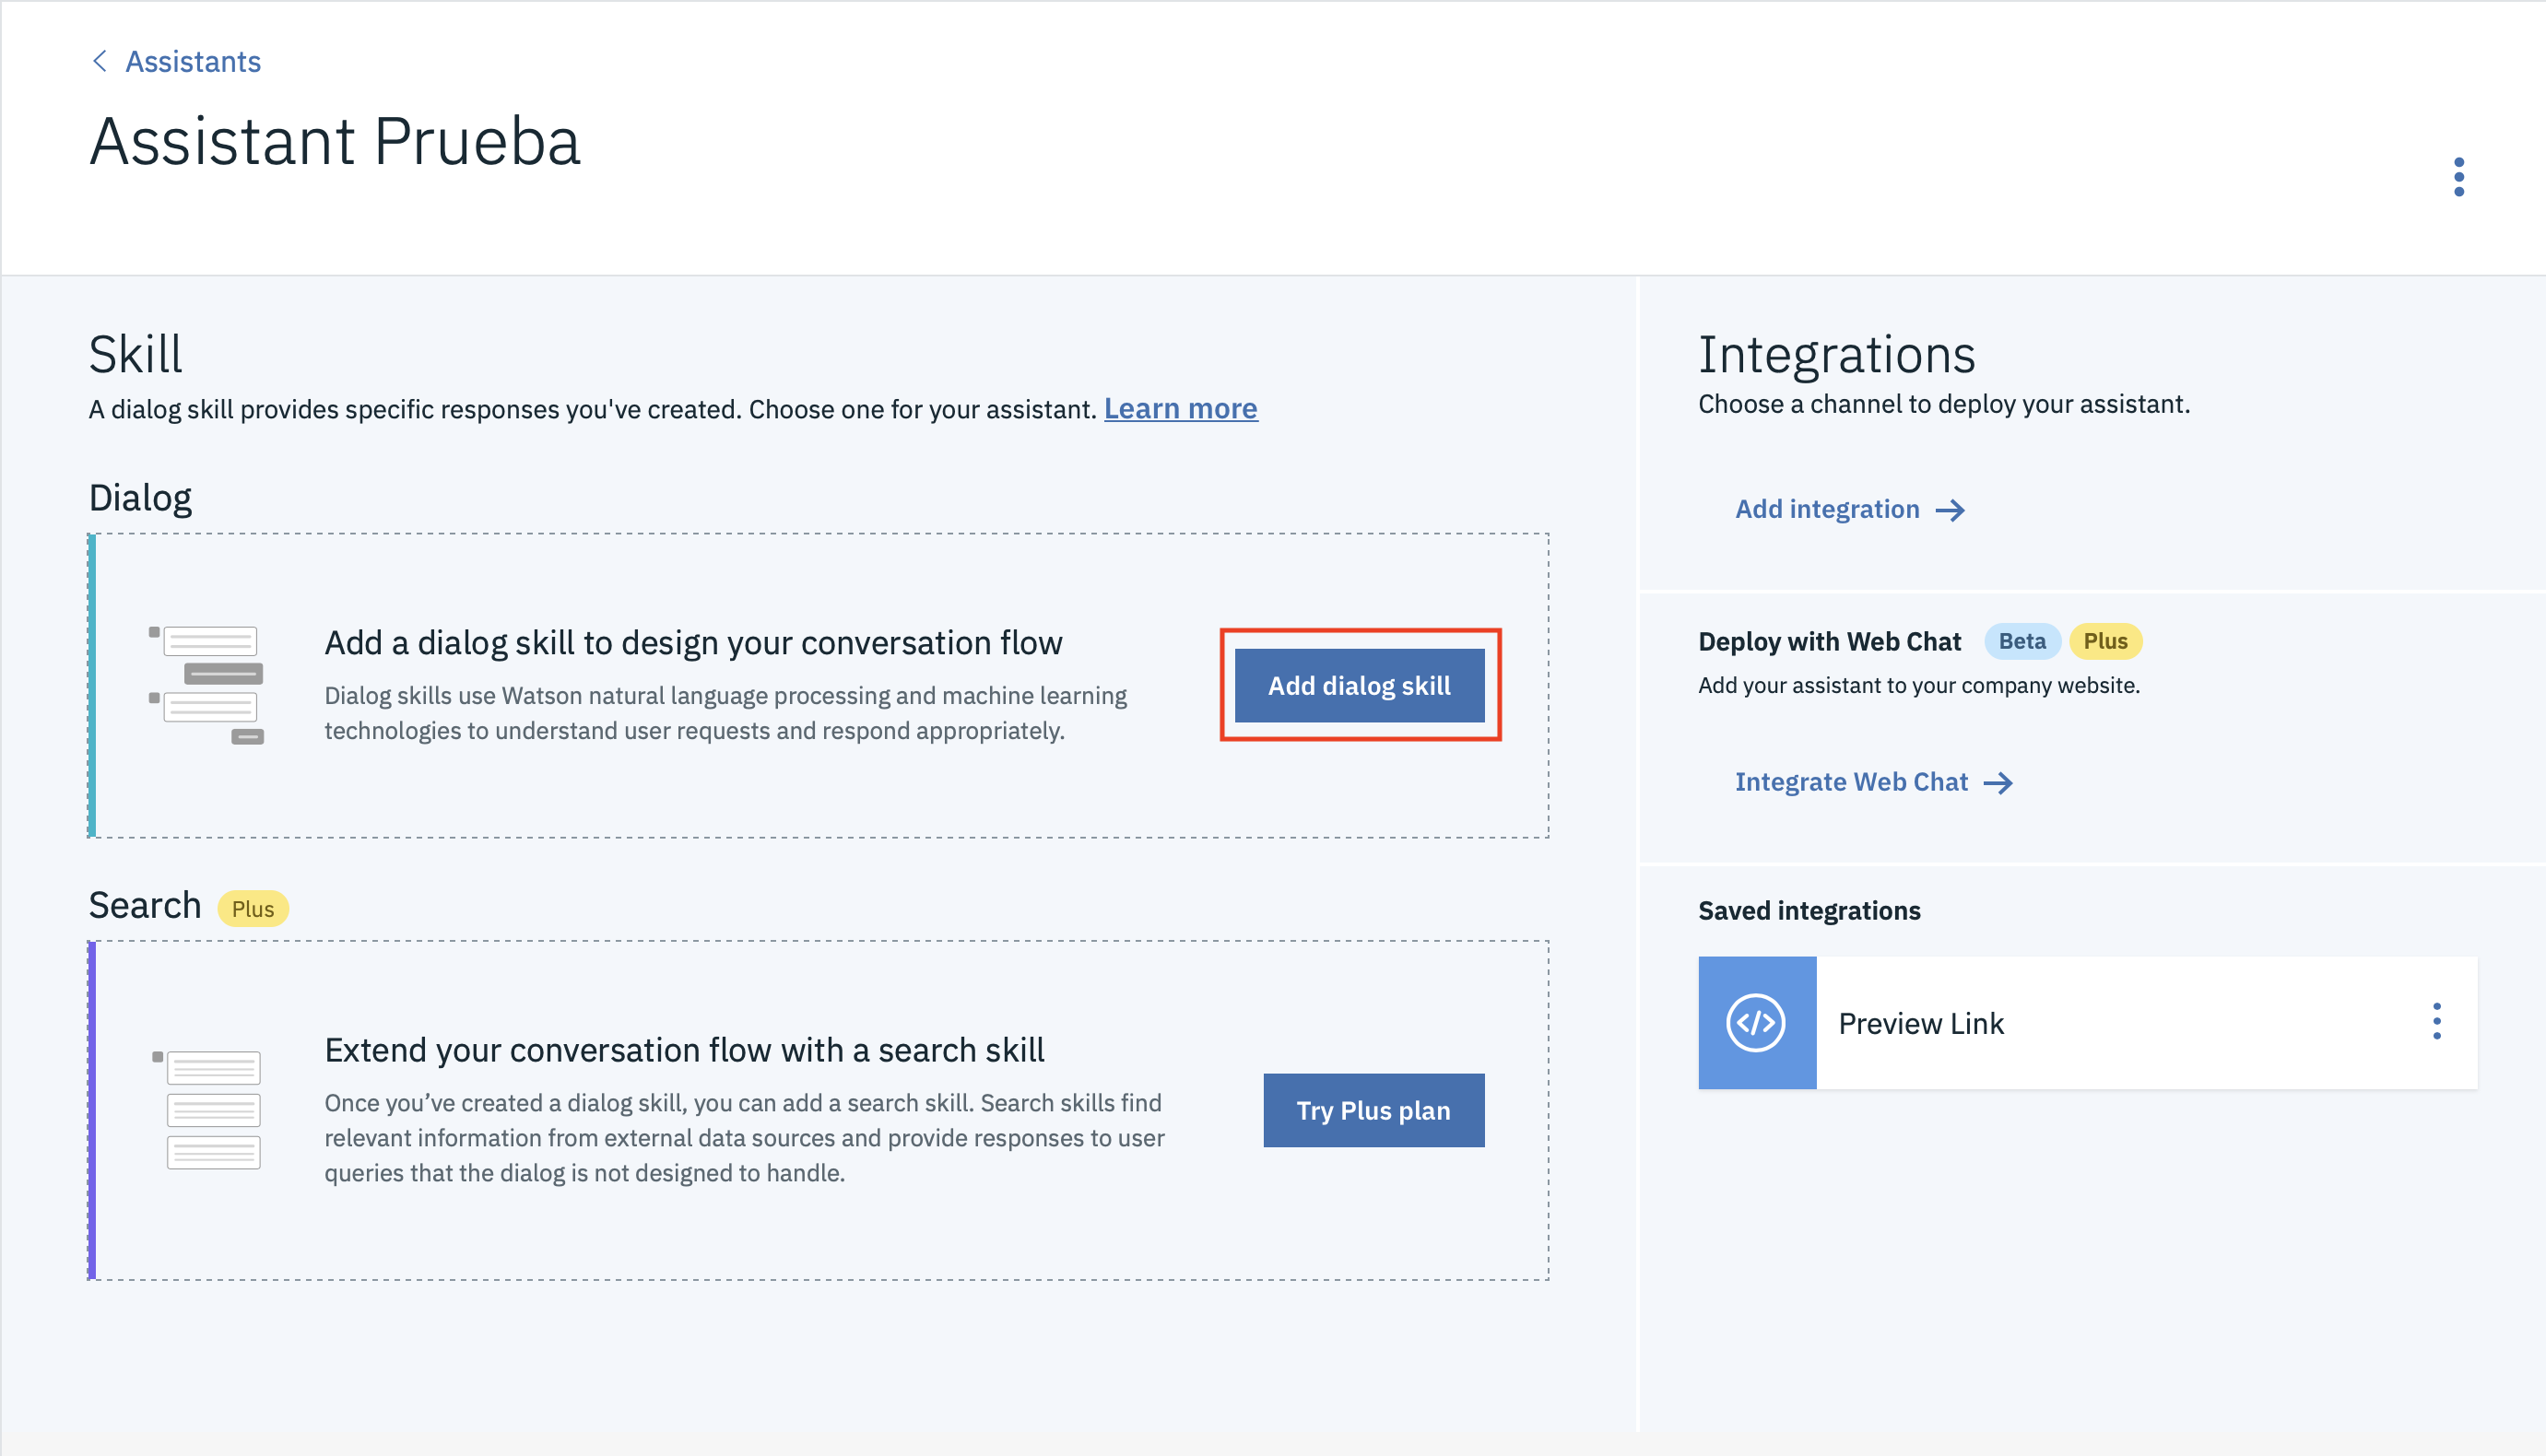 Assistants
Assistant Prueba
Skill
A dialog skill provides specific responses you've created. Choose one for your assistant. Learn more
Dialog
Add a dialog skill to design your conversation flow
Dialog skills use Watson natural language processing and machine learning
technologies to understand user requests and respond appropriately.
Add dialog skill
Search Plus
Extend your conversation flow with a search skill
Once you’ve created a dialog skill, you can add a search skill. Search skills find
relevant information from external data sources and provide responses to user
queries that the dialog is not designed to handle.
Try Plus plan
Integrations
Choose a channel to deploy your assistant.
Add integration
Deploy with Web Chat Beta Plus
Add your assistant to your company website.
Integrate Web Chat
Saved integrations
Preview Link